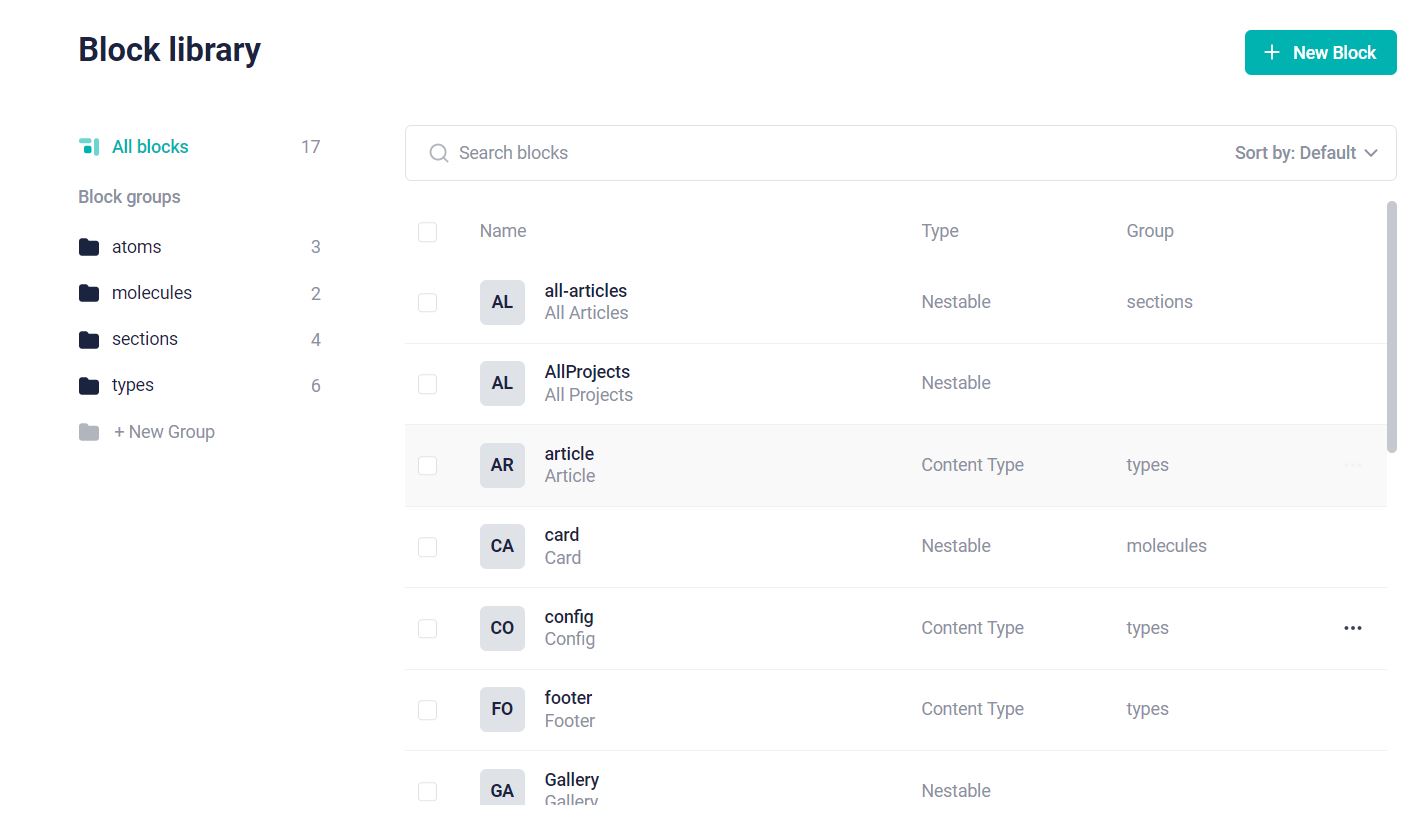 Block library
+ New Block
All blocks 17
Block groups
atoms 3
molecules 2
sections 4
types 6
+ New Group
Search blocks Sort by: Default
Name Type Group
AL all-articles Nestable sections
All Articles
AL AllProjects Nestable
All Projects
AR article Content Type types
Article
CA card Nestable molecules
Card
CO config Content Type types
Config
FO footer Content Type types
Footer
GA Gallery Nestable
Gallery